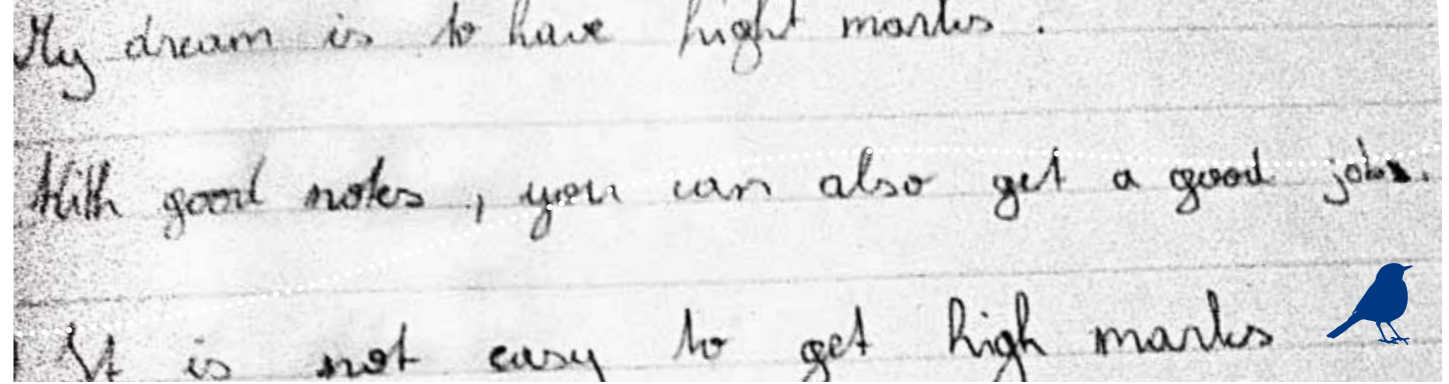 My dream is to have hight marks .
With good notes , you can also get a good job.
It is not easy to get high marks